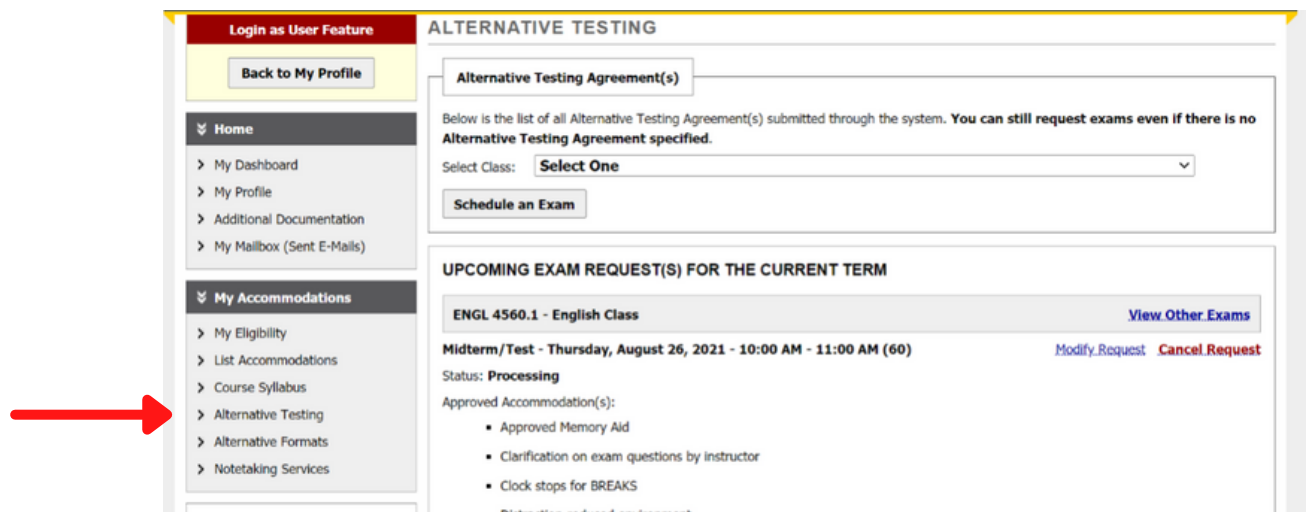 Login as User Feature
Back to My Profile
Home
My Dashboard
My Profile
Additional Documentation
My Mailbox (Sent E-Mails)
My Accommodations
My Eligibility
List Accommodations
Course Syllabus
Alternative Testing
Alternative Formats
Notetaking Services
ALTERNATIVE TESTING
Alternative Testing Agreement(s)
Below is the list of all Alternative Testing Agreement(s) submitted through the system. You can still request exams even if there is no
Alternative Testing Agreement specified.
Select Class: Select One
Schedule an Exam
UPCOMING EXAM REQUEST(S) FOR THE CURRENT TERM
ENGL 4560.1 - English Class View Other Exams
Midterm/Test - Thursday, August 26, 2021 - 10:00 AM - 11:00 AM (60) Modify Request Cancel Request
Status: Processing
Approved Accommodation(s):
Approved Memory Aid
Clarification on exam questions by instructor
Clock stops for BREAKS